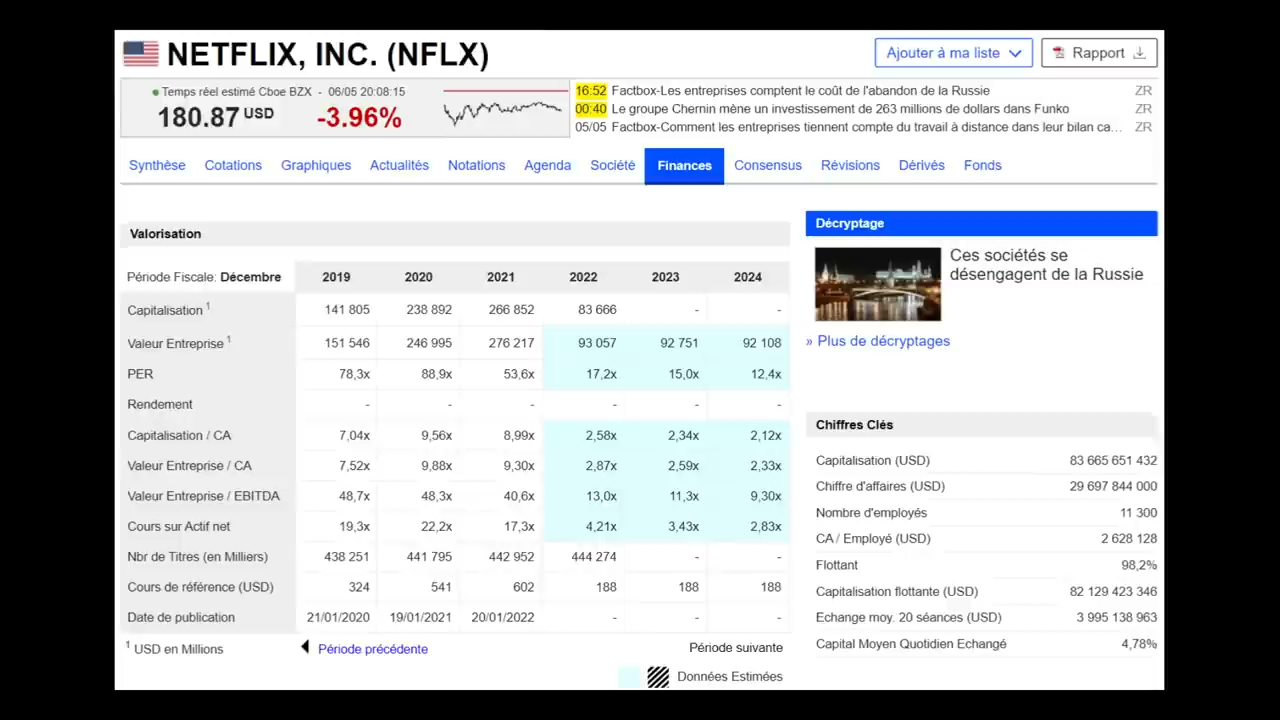 NETFLIX, INC. (NFLX)
Ajouter à ma liste
Rapport
Temps réel estimé Cboe BZX - 06/05 20:08:15
180.87 USD -3.96%
16:52 Factbox-Les entreprises comptent le coût de l'abandon de la Russie ZR
00:40 Le groupe Chernin mène un investissement de 263 millions de dollars dans Funko ZR
05/05 Factbox-Comment les entreprises tiennent compte du travail à distance dans leur bilan ca… ZR
Synthèse Cotations Graphiques Actualités Notations Agenda Société Finances Consensus Révisions Dérivés Fonds
Valorisation
Période Fiscale: Décembre 2019 2020 2021 2022 2023 2024
Capitalisation 1 141 805 238 892 266 852 83 666 - -
Valeur Entreprise 1 151 546 246 995 276 217 93 057 92 751 92 108
PER 78,3x 88,9x 53,6x 17,2x 15,0x 12,4x
Rendement - - - - - -
Capitalisation / CA 7,04x 9,56x 8,99x 2,58x 2,34x 2,12x
Valeur Entreprise / CA 7,52x 9,88x 9,30x 2,87x 2,59x 2,33x
Valeur Entreprise / EBITDA 48,7x 48,3x 40,6x 13,0x 11,3x 9,30x
Cours sur Actif net 19,3x 22,2x 17,3x 4,21x 3,43x 2,83x
Nbr de Titres (en Milliers) 438 251 441 795 442 952 444 274 - -
Cours de référence (USD) 324 541 602 188 188 188
Date de publication 21/01/2020 19/01/2021 20/01/2022 - - -
1 USD en Millions
Période précédente
Période suivante
Données Estimées
Décryptage
Ces sociétés se
désengagent de la Russie
» Plus de décryptages
Chiffres Clés
Capitalisation (USD) 83 665 651 432
Chiffre d'affaires (USD) 29 697 844 000
Nombre d'employés 11 300
CA / Employé (USD) 2 628 128
Flottant 98,2%
Capitalisation flottante (USD) 82 129 423 346
Echange moy. 20 séances (USD) 3 995 138 963
Capital Moyen Quotidien Echangé 4,78%